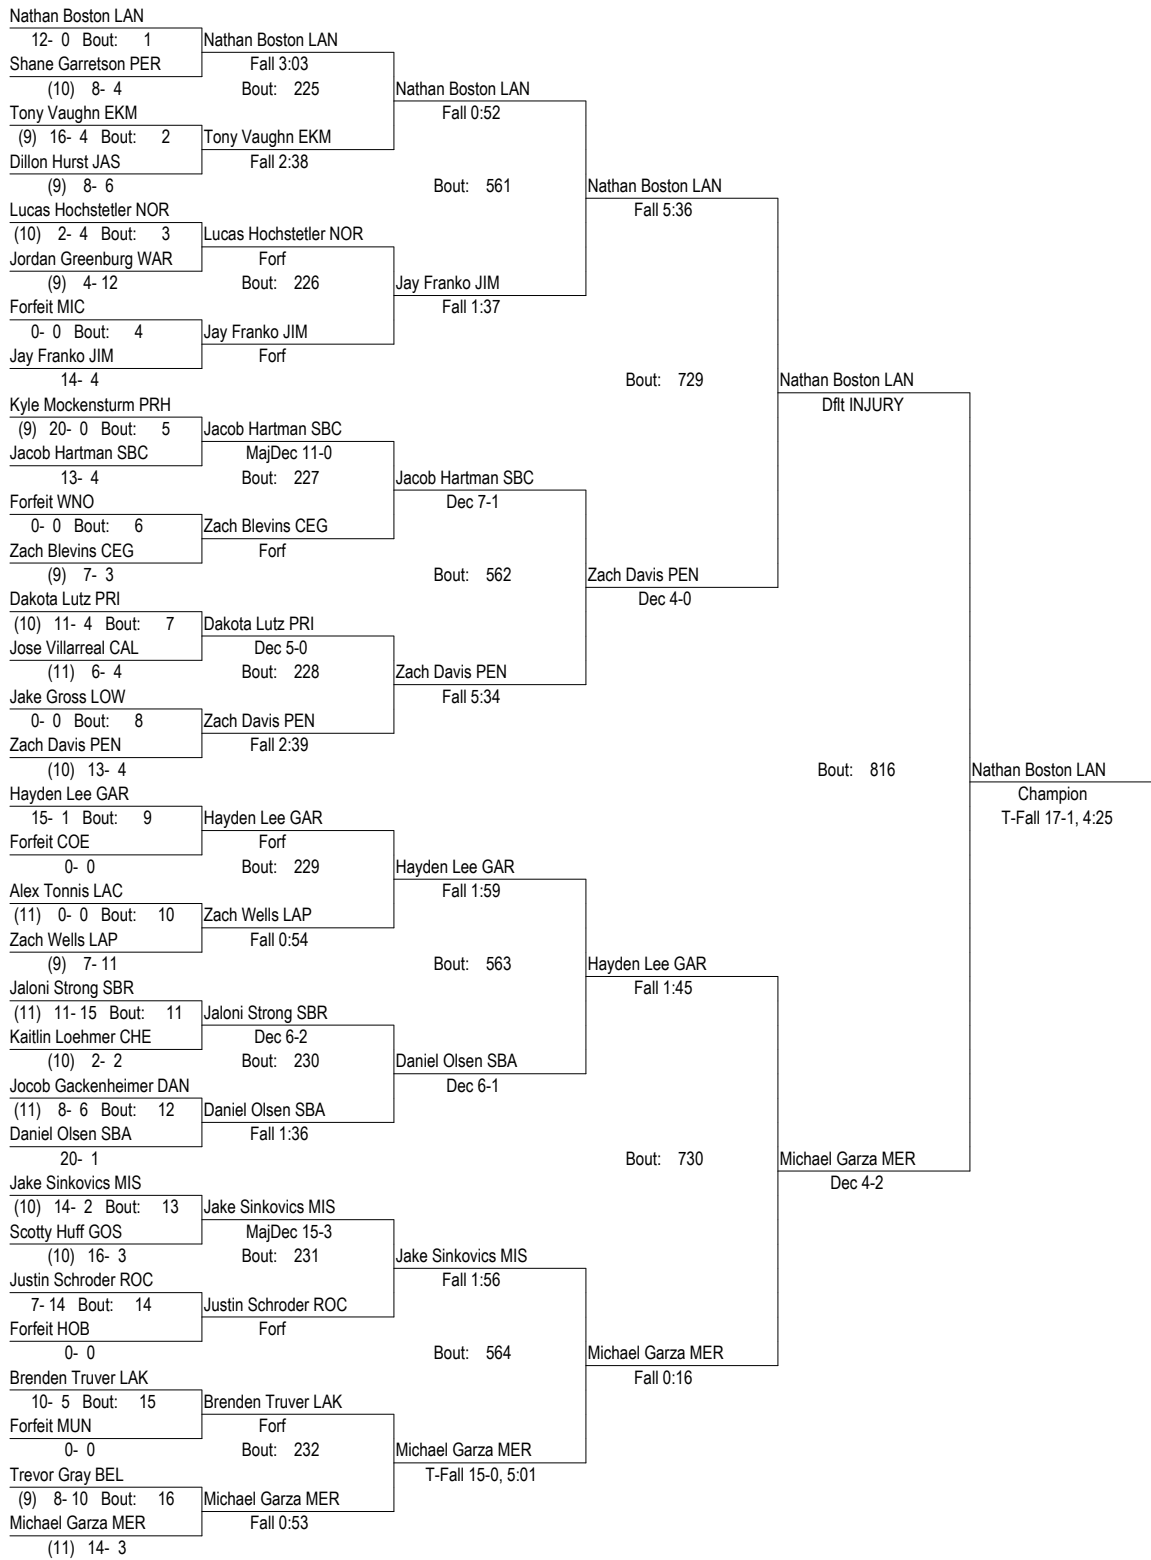 Nathan Boston LAN
12- 0 Bout: 1 Nathan Boston LAN
Shane Garretson PER Fall 3:03
(10) 8- 4 Bout: 225 Nathan Boston LAN
Tony Vaughn EKM Fall 0:52
(9) 16- 4 Bout: 2 Tony Vaughn EKM
Dillon Hurst JAS Fall 2:38
(9) 8- 6 Bout: 561 Nathan Boston LAN
Lucas Hochstetler NOR Fall 5:36
(10) 2- 4 Bout: 3 Lucas Hochstetler NOR
Jordan Greenburg WAR Forf
(9) 4- 12 Bout: 226 Jay Franko JIM
Forfeit MIC Fall 1:37
0- 0 Bout: 4 Jay Franko JIM
Jay Franko JIM Forf
14- 4 Bout: 729 Nathan Boston LAN
Kyle Mockensturm PRH Dflt INJURY
(9) 20- 0 Bout: 5 Jacob Hartman SBC
Jacob Hartman SBC MajDec 11-0
13- 4 Bout: 227 Jacob Hartman SBC
Forfeit WNO Dec 7-1
0- 0 Bout: 6 Zach Blevins CEG
Zach Blevins CEG Forf
(9) 7- 3 Bout: 562 Zach Davis PEN
Dakota Lutz PRI Dec 4-0
(10) 11- 4 Bout: 7 Dakota Lutz PRI
Jose Villarreal CAL Dec 5-0
(11) 6- 4 Bout: 228 Zach Davis PEN
Jake Gross LOW Fall 5:34
0- 0 Bout: 8 Zach Davis PEN
Zach Davis PEN Fall 2:39
(10) 13- 4 Bout: 816 Nathan Boston LAN
Hayden Lee GAR Champion
15- 1 Bout: 9 Hayden Lee GAR T-Fall 17-1, 4:25
Forfeit COE Forf
0- 0 Bout: 229 Hayden Lee GAR
Alex Tonnis LAC Fall 1:59
(11) 0- 0 Bout: 10 Zach Wells LAP
Zach Wells LAP Fall 0:54
(9) 7- 11 Bout: 563 Hayden Lee GAR
Jaloni Strong SBR Fall 1:45
(11) 11- 15 Bout: 11 Jaloni Strong SBR
Kaitlin Loehmer CHE Dec 6-2
(10) 2- 2 Bout: 230 Daniel Olsen SBA
Jocob Gackenheimer DAN Dec 6-1
(11) 8- 6 Bout: 12 Daniel Olsen SBA
Daniel Olsen SBA Fall 1:36
20- 1 Bout: 730 Michael Garza MER
Jake Sinkovics MIS Dec 4-2
(10) 14- 2 Bout: 13 Jake Sinkovics MIS
Scotty Huff GOS MajDec 15-3
(10) 16- 3 Bout: 231 Jake Sinkovics MIS
Justin Schroder ROC Fall 1:56
7- 14 Bout: 14 Justin Schroder ROC
Forfeit HOB Forf
0- 0 Bout: 564 Michael Garza MER
Brenden Truver LAK Fall 0:16
10- 5 Bout: 15 Brenden Truver LAK
Forfeit MUN Forf
0- 0 Bout: 232 Michael Garza MER
Trevor Gray BEL T-Fall 15-0, 5:01
(9) 8- 10 Bout: 16 Michael Garza MER
Michael Garza MER Fall 0:53
(11) 14- 3